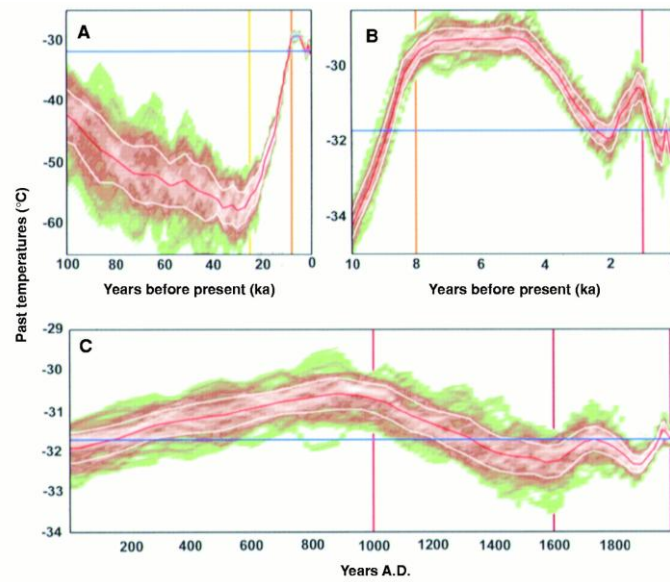 A
-30
-40
-50
-60
100 80 60 40 20 0
Years before present (ka)
B
-30
-32
-34
10 8 6 4 2
Years before present (ka)
Past temperatures (°C)
C
-29
-30
-31
-32
-33
-34
200 400 600 800 1000 1200 1400 1600 1800
Years A.D.